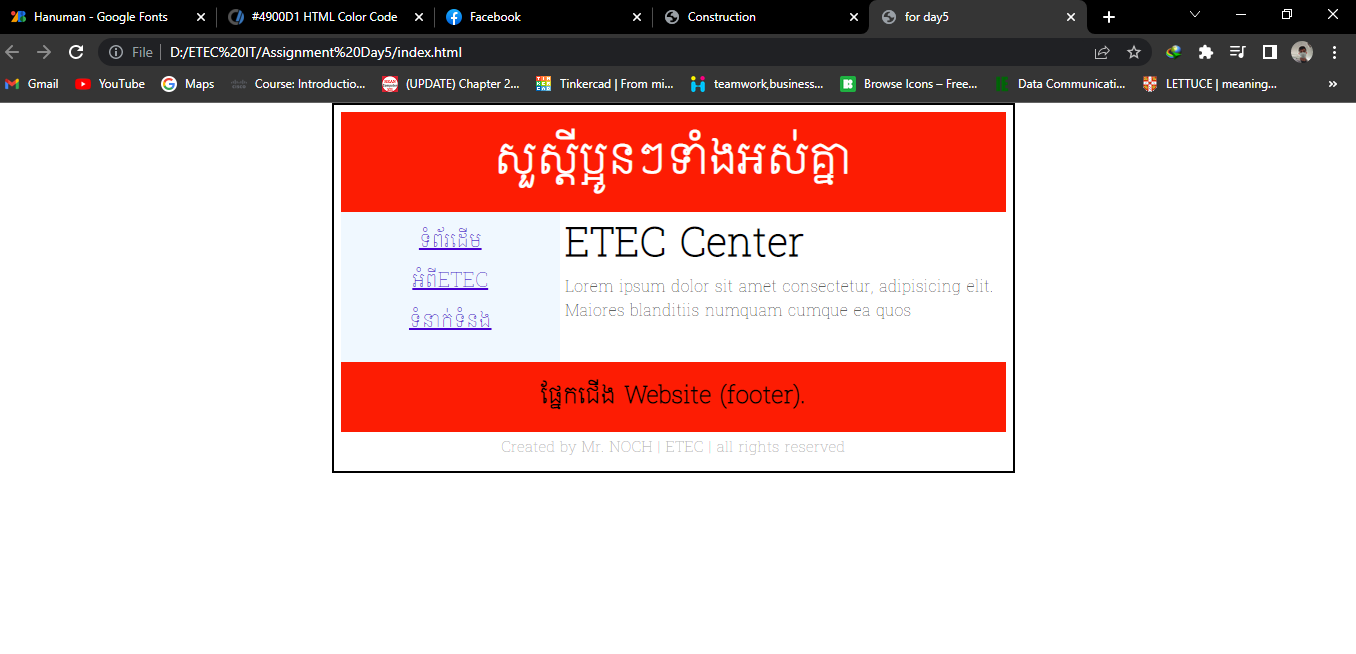 Hanuman - Google Fonts
#4900D1 HTML Color Code
Facebook
Construction
for day5
File D:/ETEC%20IT/Assignment%20Day5/index.html
Gmail
YouTube
Maps
Course: Introductio...
(UPDATE) Chapter 2...
Tinkercad | From mi...
teamwork,business...
Browse Icons – Free...
Data Communicati...
LETTUCE | meaning...
»
សួស្តីប្អូនៗទាំងអស់គ្នា
ទំព័រដើម
អំពីETEC
ទំនាក់ទំនង
ETEC Center
Lorem ipsum dolor sit amet consectetur, adipisicing elit.
Maiores blanditiis numquam cumque ea quos
ផ្នែកជើង Website (footer).
Created by Mr. NOCH | ETEC | all rights reserved